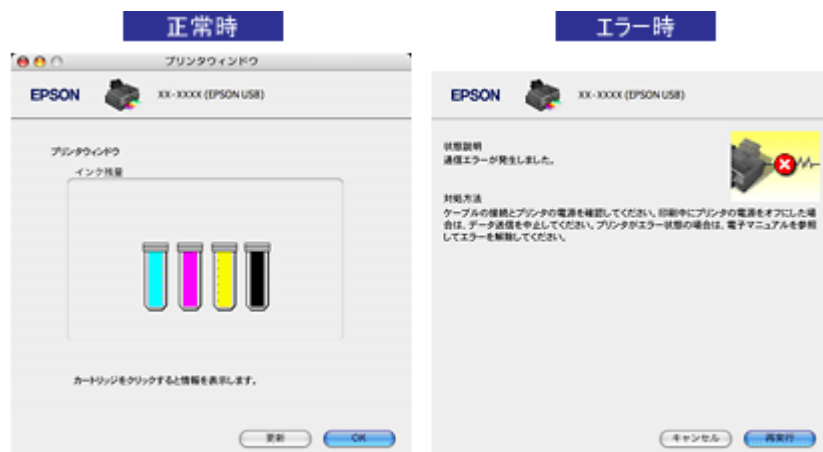 正常時
プリンタウィンドウ
EPSON
XX-XXXX (EPSON USB)
プリンタウィンドウ
インク残量
カートリッジをクリックすると情報を表示します。
更新
OK
エラー時
EPSON
XX-XXXX (EPSON USB)
状態説明
通信エラーが発生しました。
対処方法
ケーブルの接続とプリンタの電源を確認してください。印刷中にプリンタの電源をオフにした場
合は、データ送信を中止してください。プリンタがエラー状態の場合は、電子マニュアルを参照
してエラーを解除してください。
キャンセル
再実行